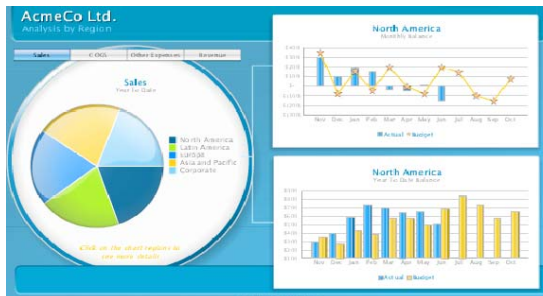 AcmeCo Ltd.
Analysis by Region
Sales
COGS
Other Expenses
Revenue
Sales
Year To Date
North America
Latin America
Europe
Asia and Pacific
Corporate
Click on the chart regions to
see more details
North America
Monthly Balance
Nov Dec Jan Feb Mar Apr May Jun Jul Aug Sep Oct
Actual Budget
North America
Year To Date Balance
Nov Dec Jan Feb Mar Apr May Jun Jul Aug Sep Oct
Actual Budget